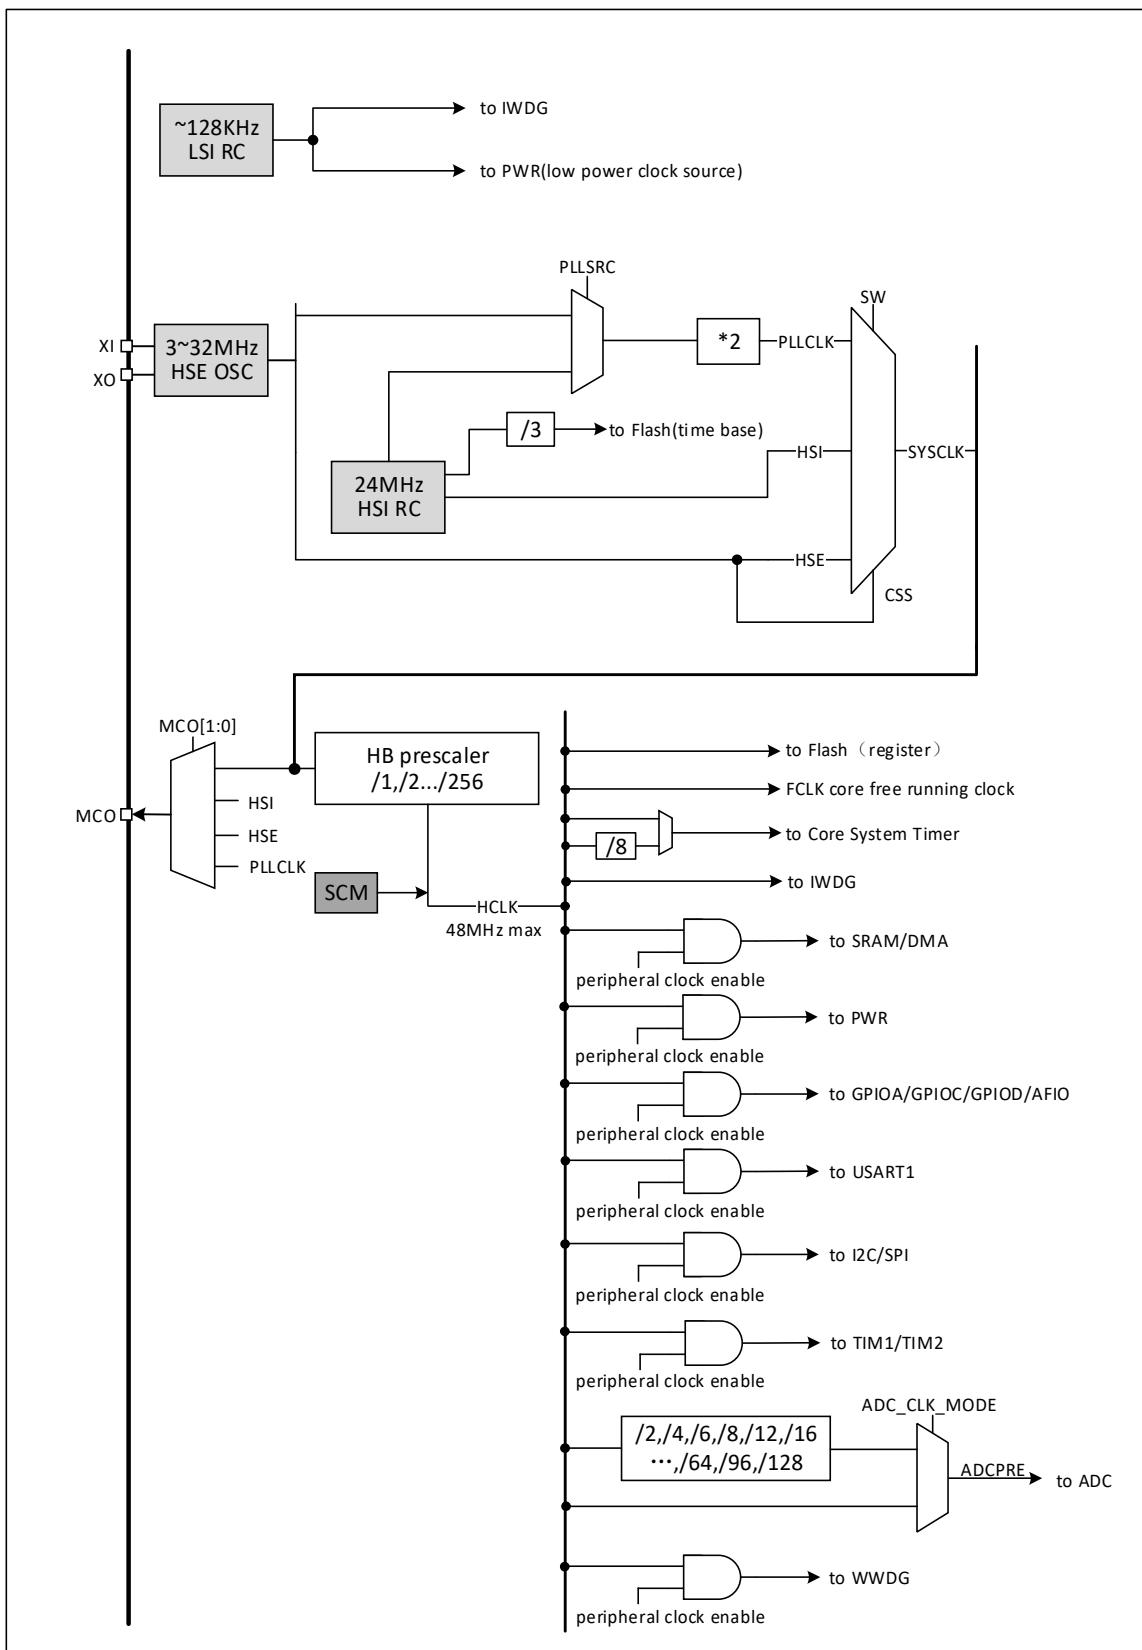 ~128KHz
LSI RC
to IWDG
to PWR(low power clock source)
PLLSRC
SW
XI
XO
3~32MHz
HSE OSC
*2
PLLCLK
/3
to Flash(time base)
24MHz
HSI RC
HSI
SYSCLK
HSE
CSS
MCO[1:0]
HB prescaler
/1,/2.../256
HSI
HSE
PLLCLK
MCO
SCM
HCLK
48MHz max
to Flash（register）
FCLK core free running clock
/8
to Core System Timer
to IWDG
to SRAM/DMA
peripheral clock enable
to PWR
peripheral clock enable
to GPIOA/GPIOC/GPIOD/AFIO
peripheral clock enable
to USART1
peripheral clock enable
to I2C/SPI
peripheral clock enable
to TIM1/TIM2
peripheral clock enable
ADC_CLK_MODE
/2,/4,/6,/8,/12,/16
···,/64,/96,/128
ADCPRE
to ADC
to WWDG
peripheral clock enable